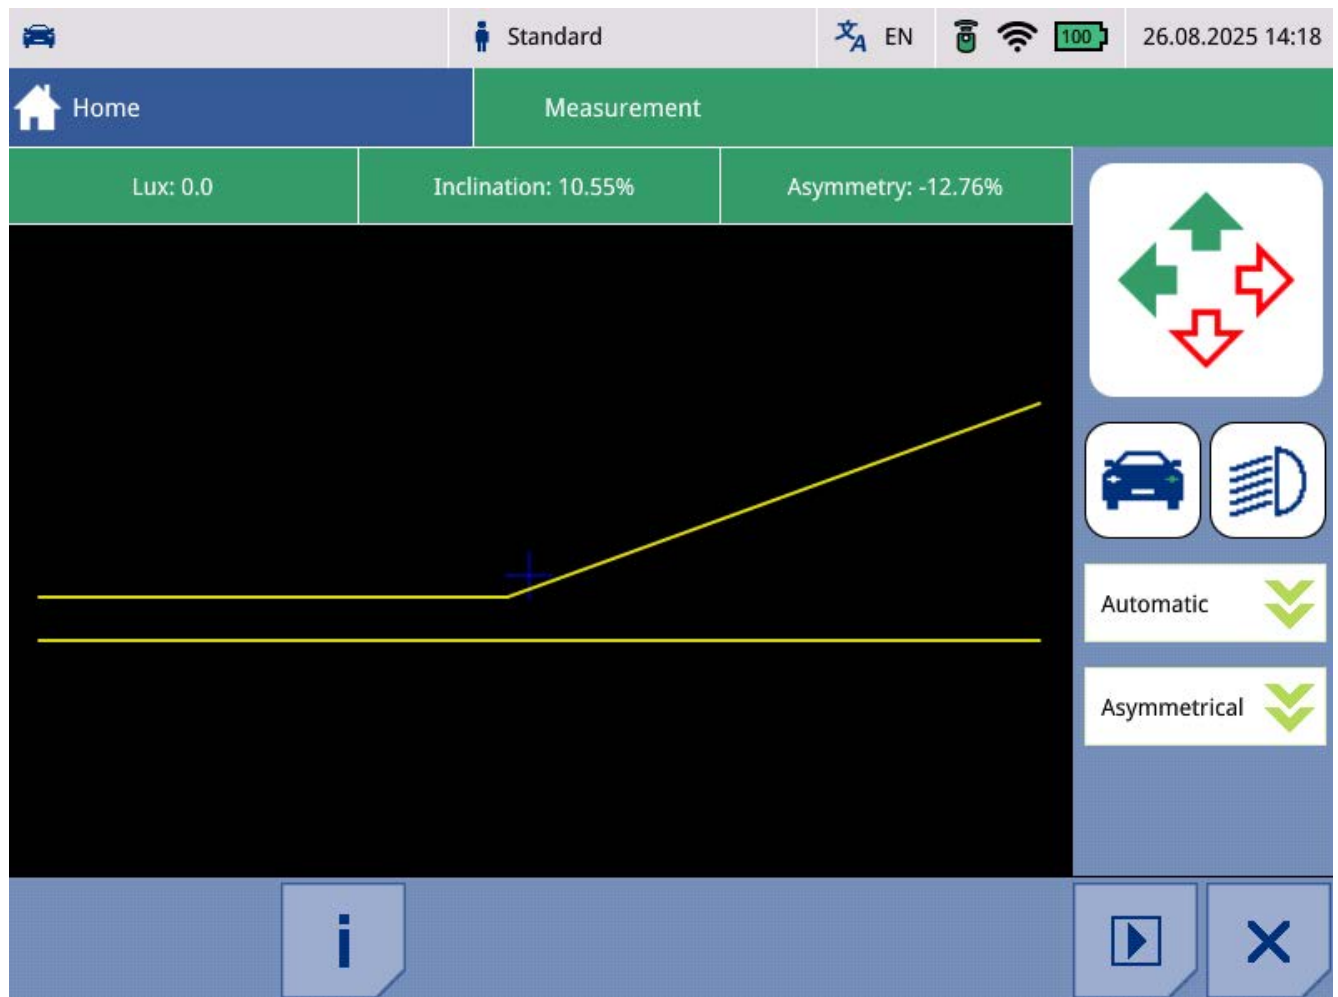 Standard
EN
100
26.08.2025 14:18
Home
Measurement
Lux: 0.0
Inclination: 10.55%
Asymmetry: -12.76%
Automatic
Asymmetrical
i